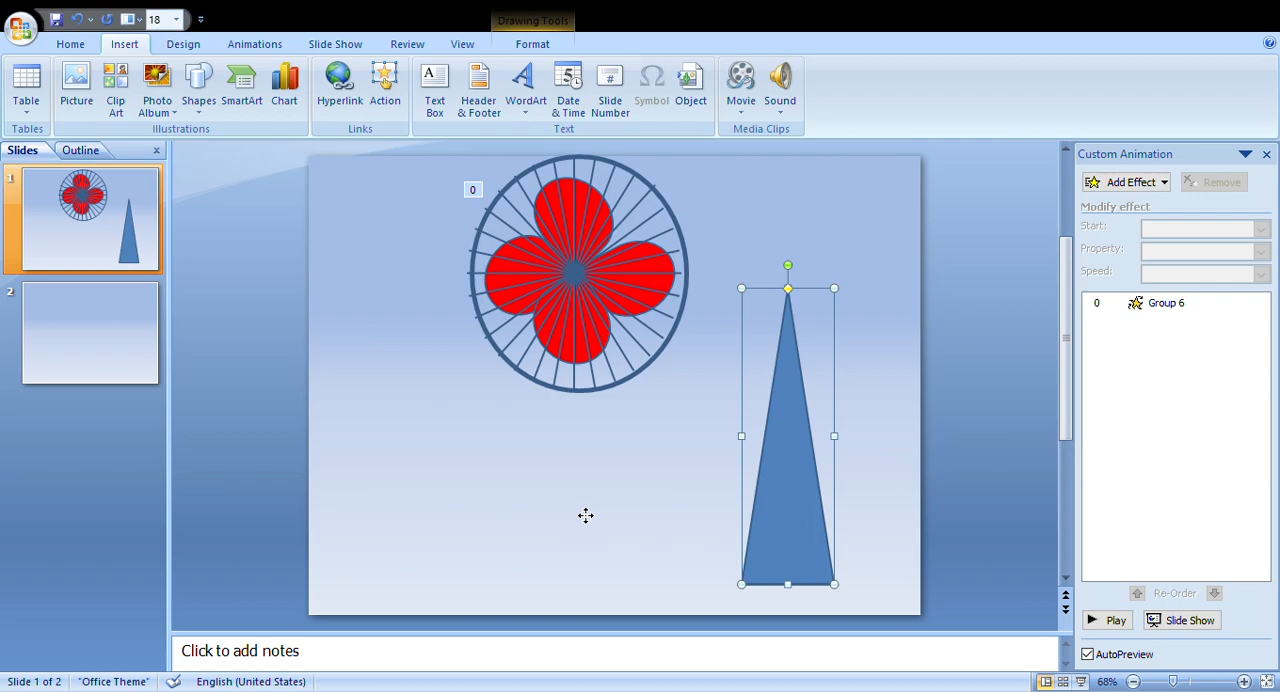 18
Drawing Tools
Home Insert Design Animations Slide Show Review View Format
Table Picture Clip Art Photo Album Shapes SmartArt Chart Hyperlink Action Text Box Header & Footer WordArt Date & Time Slide Number Symbol Object Movie Sound
Tables Illustrations Links Text Media Clips
Slides Outline
Custom Animation
Add Effect Remove
Modify effect
Start:
Property:
Speed:
0 Group 6
1
2
0
Re-Order
Play Slide Show
AutoPreview
Click to add notes
Slide 1 of 2 "Office Theme" English (United States) 68%